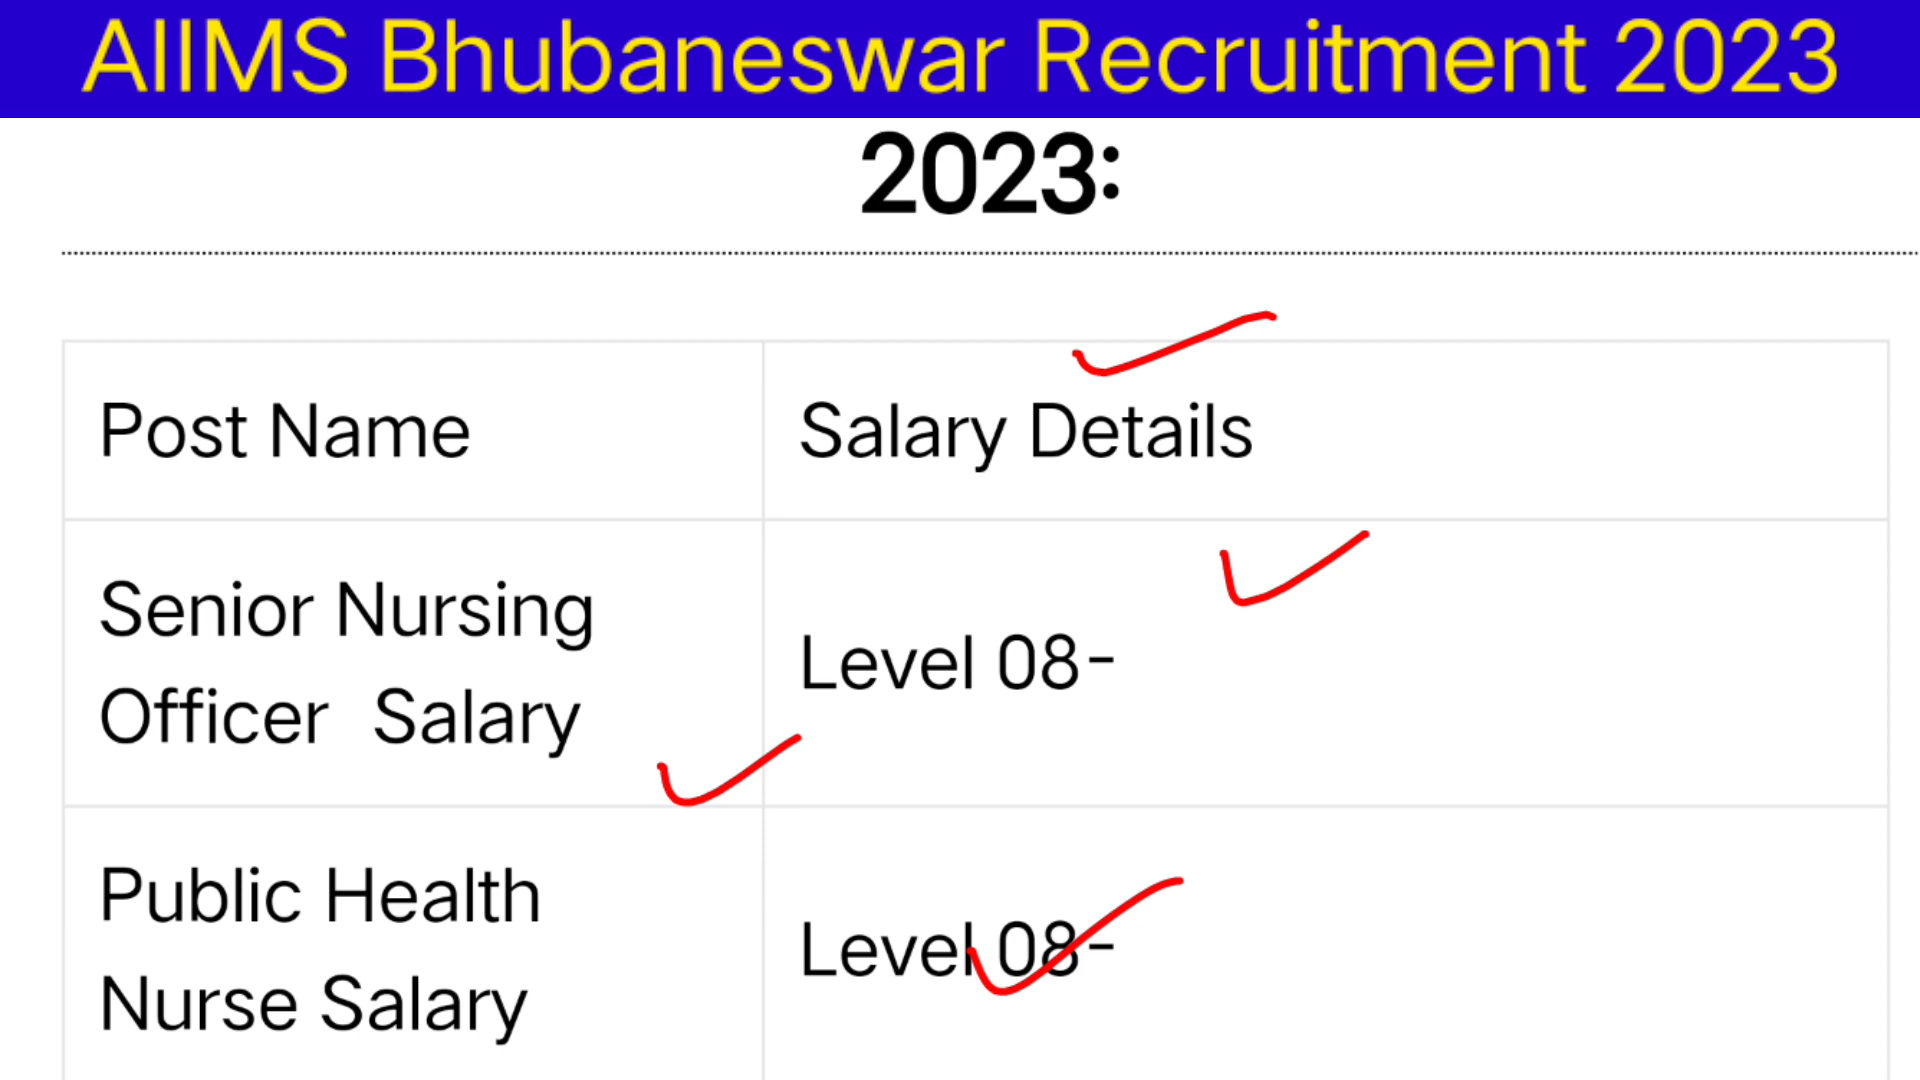 AIIMS Bhubaneswar Recruitment 2023
2023:
Post Name
Salary Details
Senior Nursing
Officer Salary
Level 08-
Public Health
Nurse Salary
Level 08-